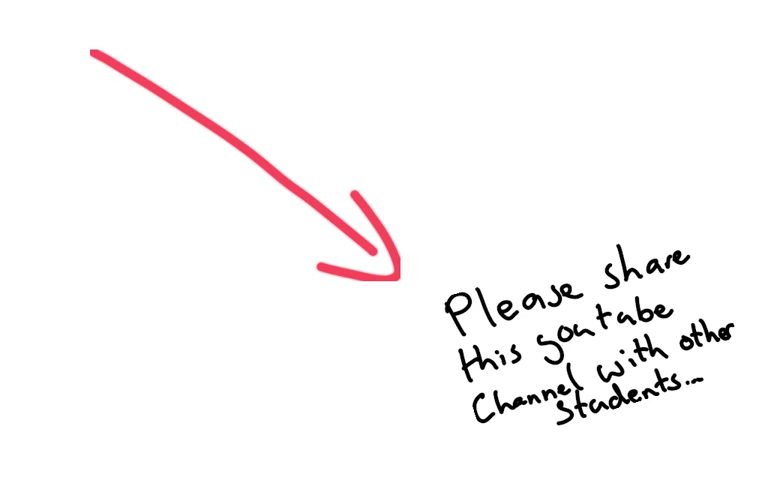 Please share
this youtube
Channel with other
students...